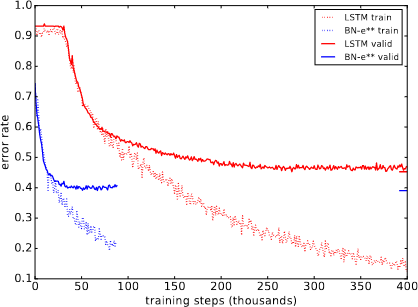 1.0
0.9
0.8
0.7
0.6
0.5
0.4
0.3
0.2
0.1
error rate
LSTM train
BN-e** train
LSTM valid
BN-e** valid
0 50 100 150 200 250 300 350 400
training steps (thousands)